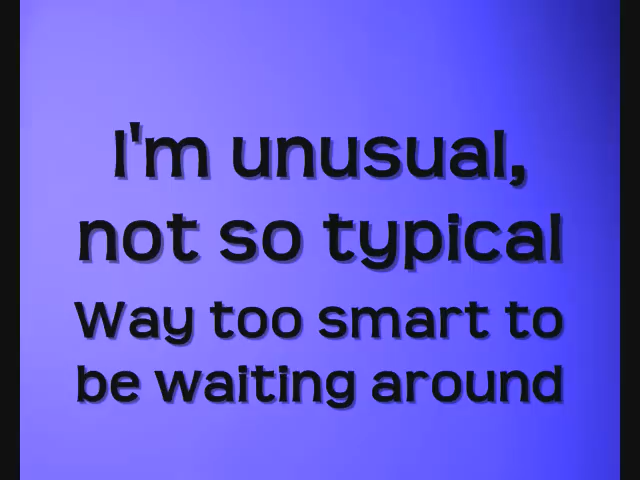 I'm unusual,
not so typical
Way too smart to
be waiting around